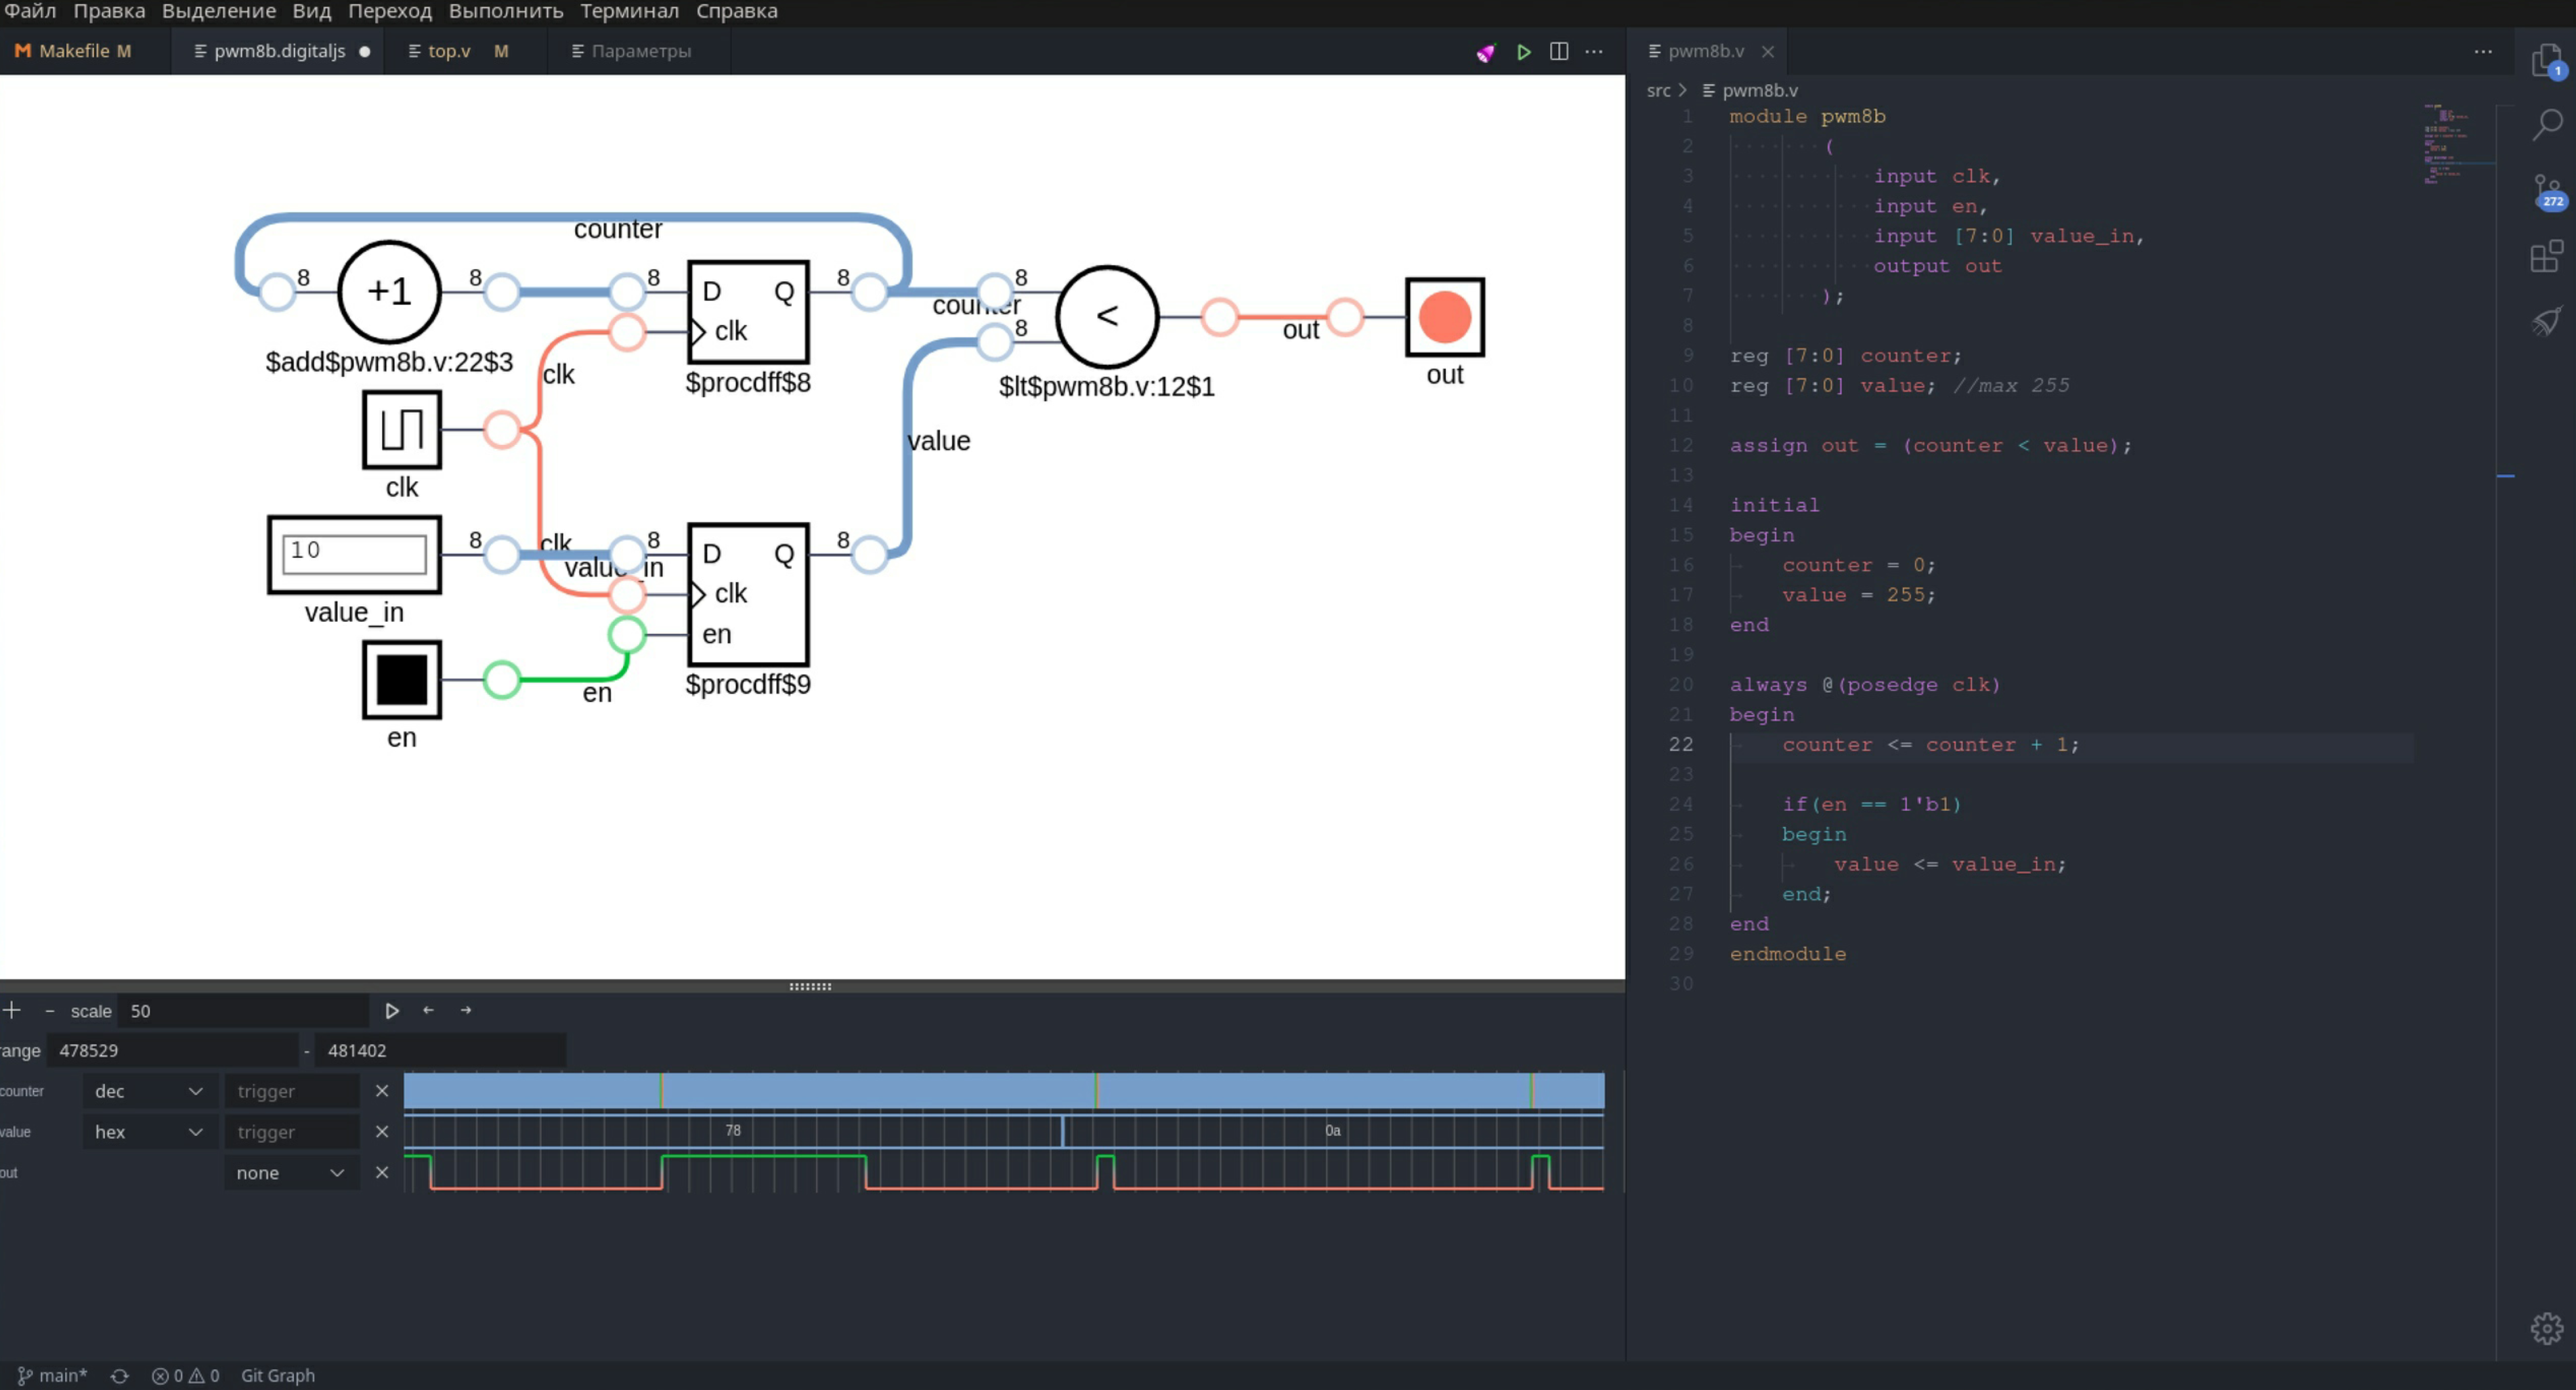 Файл Правка Выделение Вид Переход Выполнить Терминал Справка
Makefile M
pwm8b.digitaljs
top.v M
Параметры
counter
8 +1 8 8 D Q 8 8
clk
counter
8
<
out
out
$add$pwm8b.v:22$3
clk
$procdff$8
$lt$pwm8b.v:12$1
clk
value
10
8 8 D Q 8
clk
value_in
clk
value_in
en
$procdff$9
en
en
+ - scale 50
range 478529 - 481402
counter dec trigger
value hex trigger 78 0a
out none
main* 0 0 Git Graph
pwm8b.v
src > pwm8b.v
1 module pwm8b
2 (
3 input clk,
4 input en,
5 input [7:0] value_in,
6 output out
7 );
8
9 reg [7:0] counter;
10 reg [7:0] value; //max 255
11
12 assign out = (counter < value);
13
14 initial
15 begin
16 counter = 0;
17 value = 255;
18 end
19
20 always @(posedge clk)
21 begin
22 counter <= counter + 1;
23
24 if(en == 1'b1)
25 begin
26 value <= value_in;
27 end;
28 end
29 endmodule
30
1
272